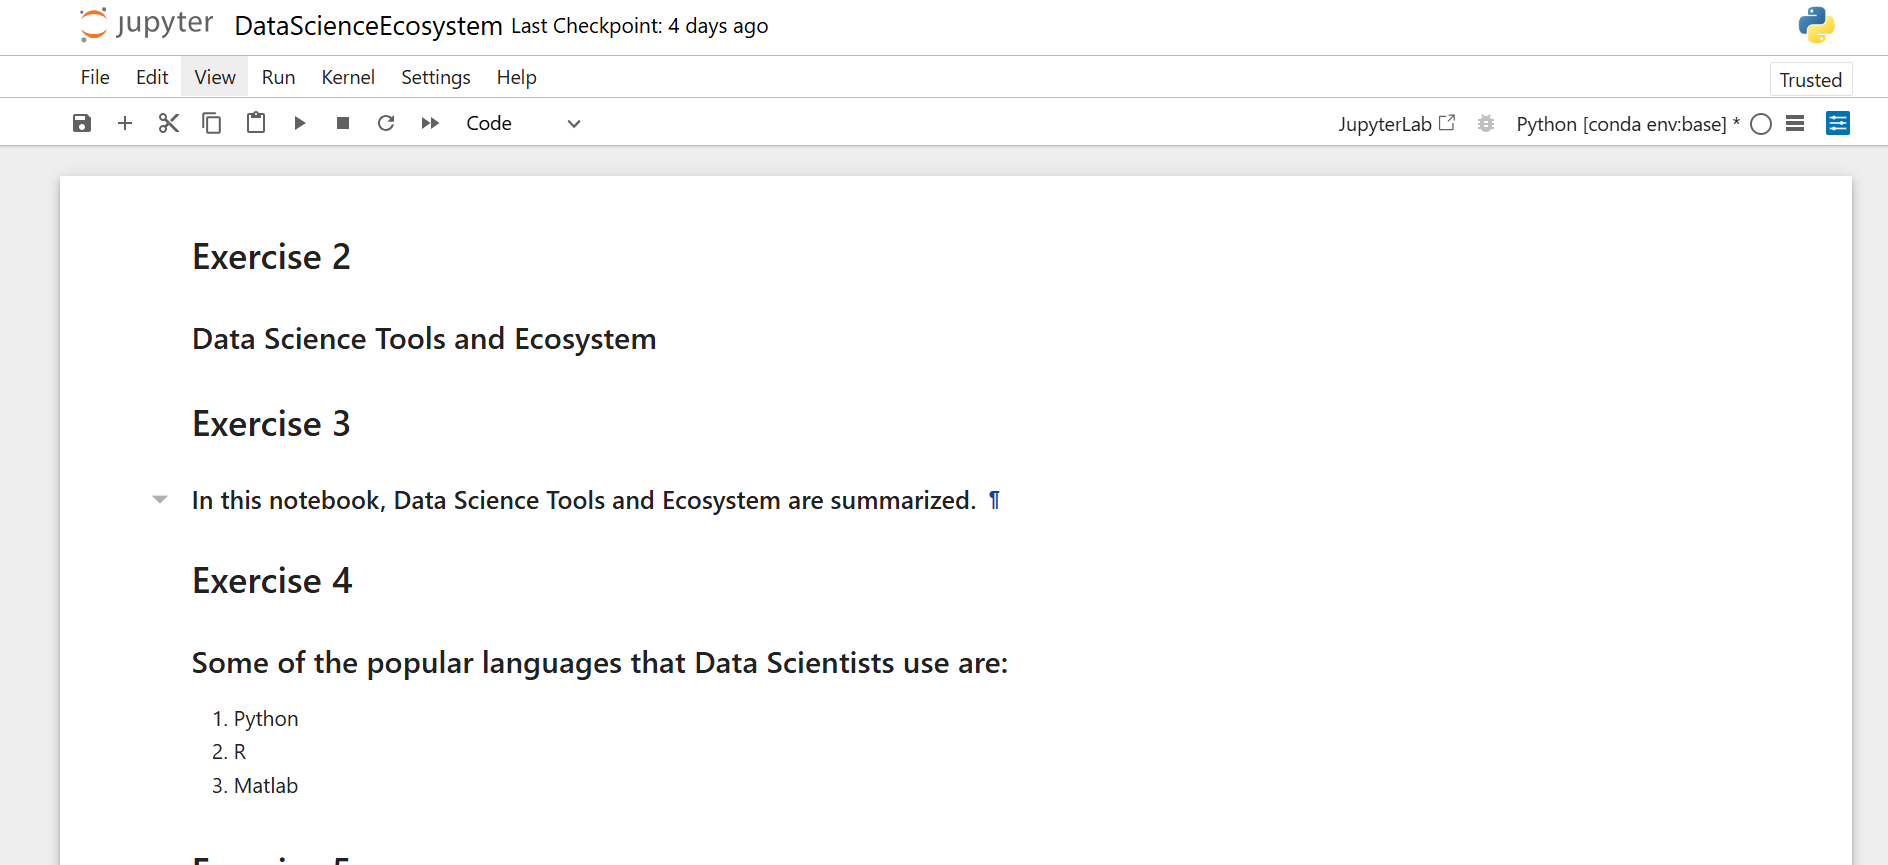 jupyter DataScienceEcosystem Last Checkpoint: 4 days ago
File Edit View Run Kernel Settings Help
Trusted
Code JupyterLab Python [conda env:base] *
Exercise 2
Data Science Tools and Ecosystem
Exercise 3
In this notebook, Data Science Tools and Ecosystem are summarized. ¶
Exercise 4
Some of the popular languages that Data Scientists use are:
1. Python
2. R
3. Matlab